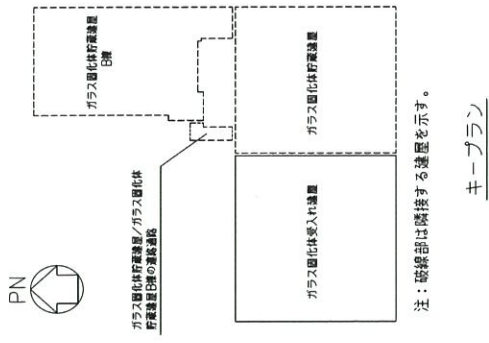 PN
ガラス固化体貯蔵建屋
B棟
ガラス固化体貯蔵建屋/ガラス固化体
貯蔵建屋B棟の連絡通路
ガラス固化体貯蔵建屋
ガラス固化体受入れ建屋
注:破線部は隣接する建屋を示す。
キープラン